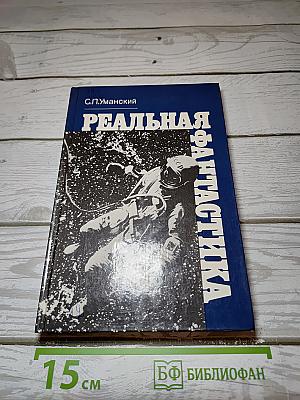 С.П.Уманский
РЕАЛЬНАЯ
ФАНТАСТИКА
15 см
БФ БИБЛИОФАН